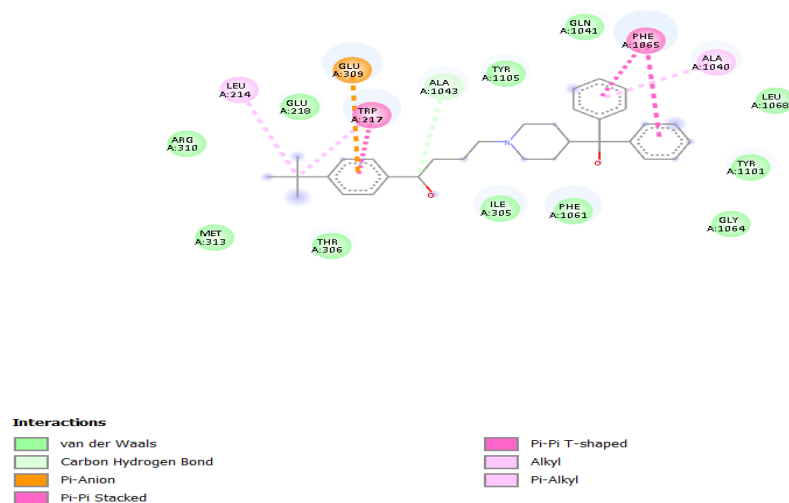 GLN
A:1041
PHE
A:1065
ALA
A:1040
GLU
A:309
TYR
A:1105
LEU
A:214
ALA
A:1043
GLU
A:218
TRP
A:217
LEU
A:1068
ARG
A:310
N
TYR
A:1101
O
O
ILE
A:305
PHE
A:1061
GLY
A:1064
MET
A:313
THR
A:306
Interactions
van der Waals
Carbon Hydrogen Bond
Pi-Anion
Pi-Pi Stacked
Pi-Pi T-shaped
Alkyl
Pi-Alkyl